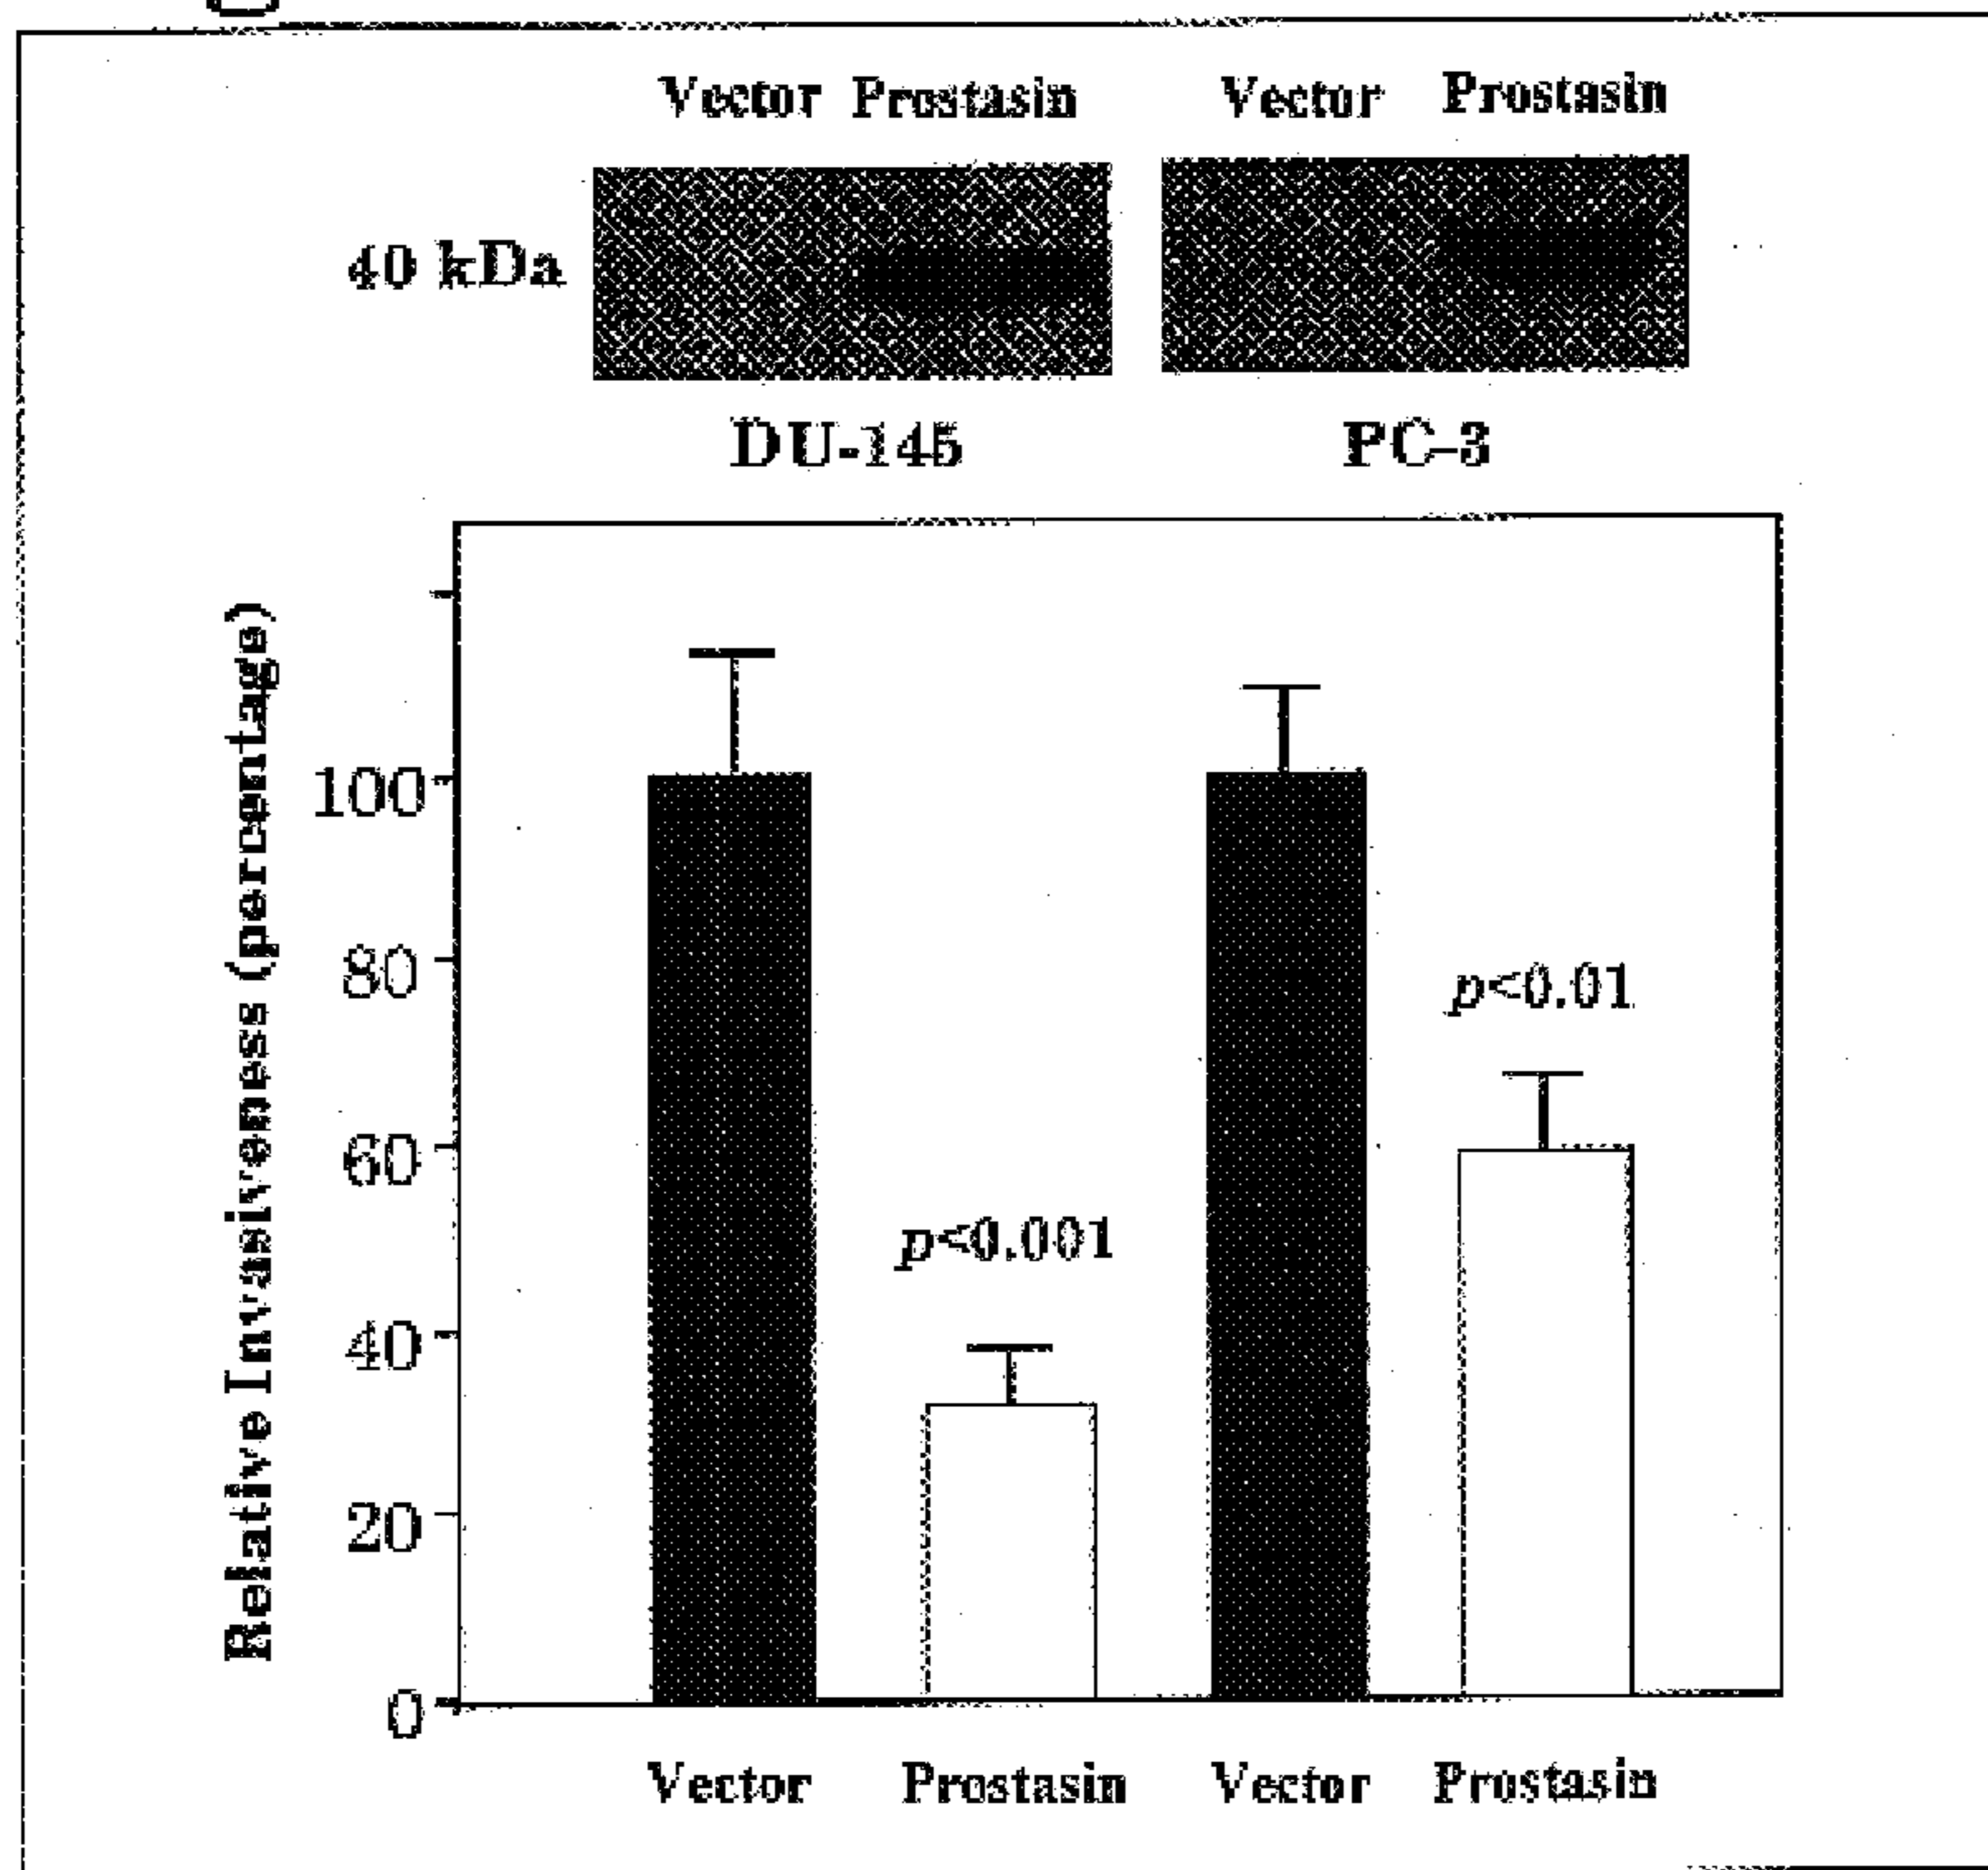 Vector Prostasin Vector Prostasin
40 kDa
DU-145 PC-3
Relative Invasiveness (percentage)
100
80
60
40
20
0
p<0.01
p<0.001
Vector Prostasin Vector Prostasin